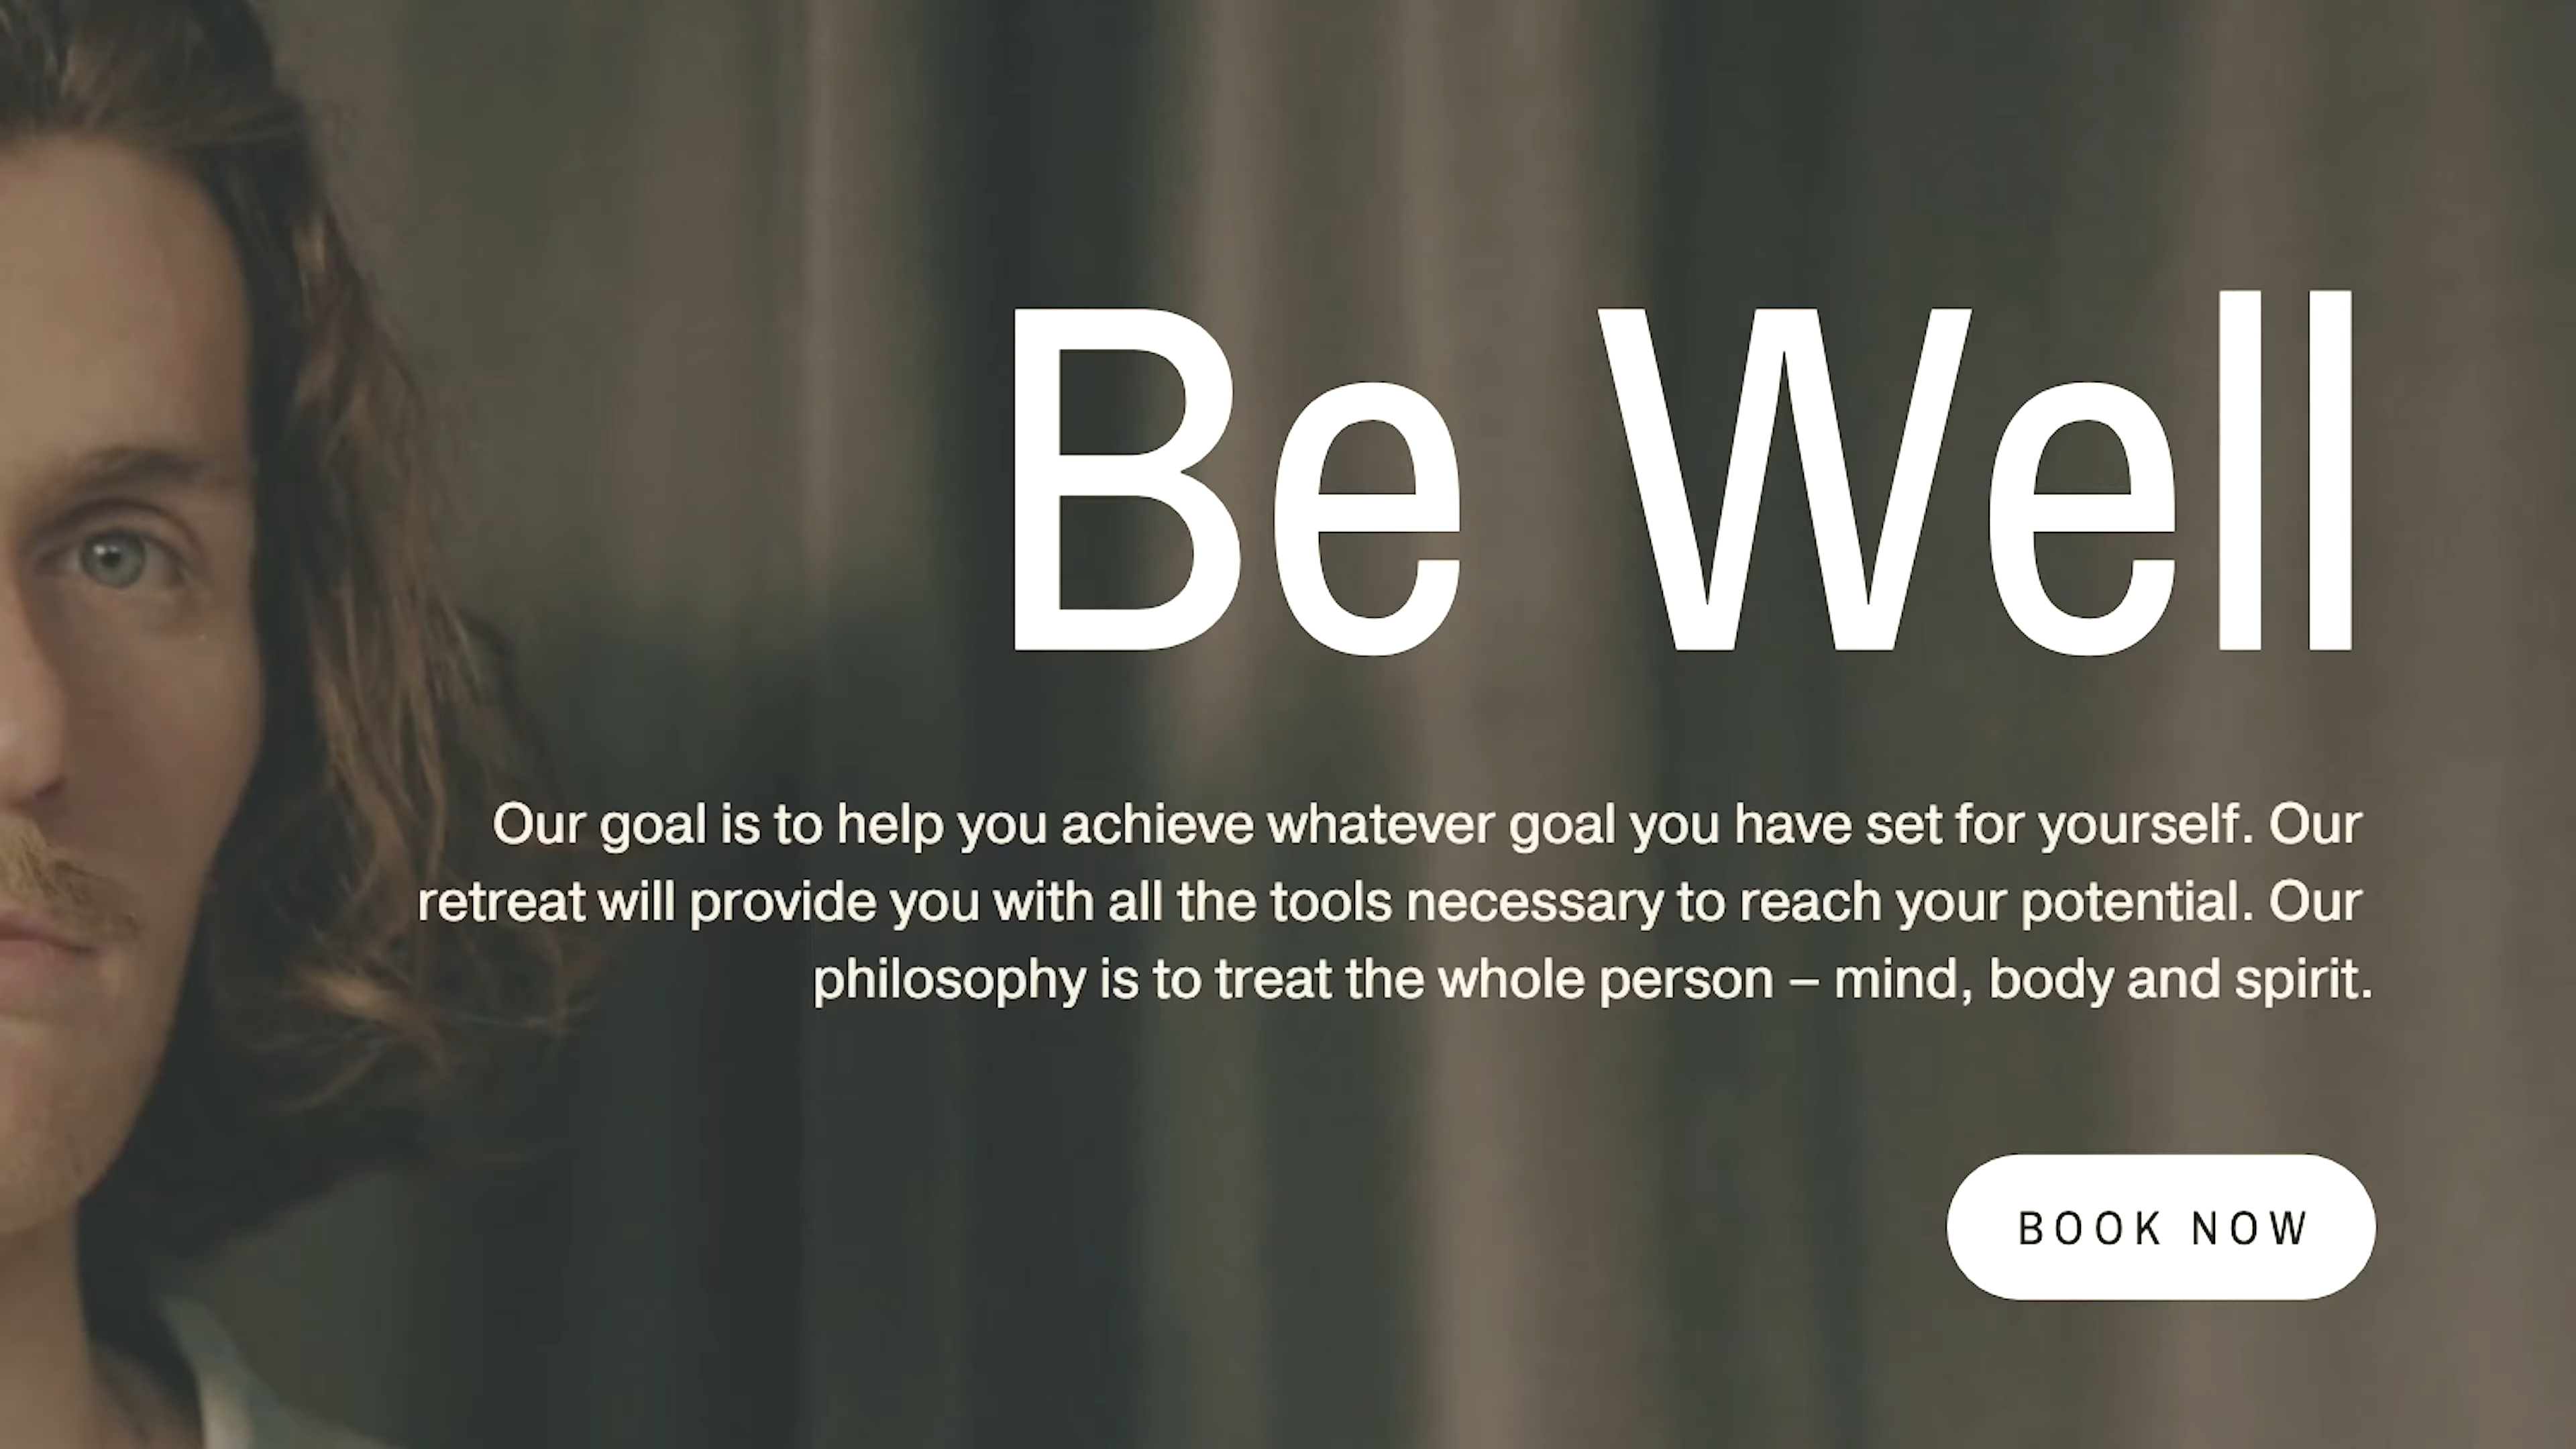 Be Well
Our goal is to help you achieve whatever goal you have set for yourself. Our
retreat will provide you with all the tools necessary to reach your potential. Our
philosophy is to treat the whole person – mind, body and spirit.
BOOK NOW